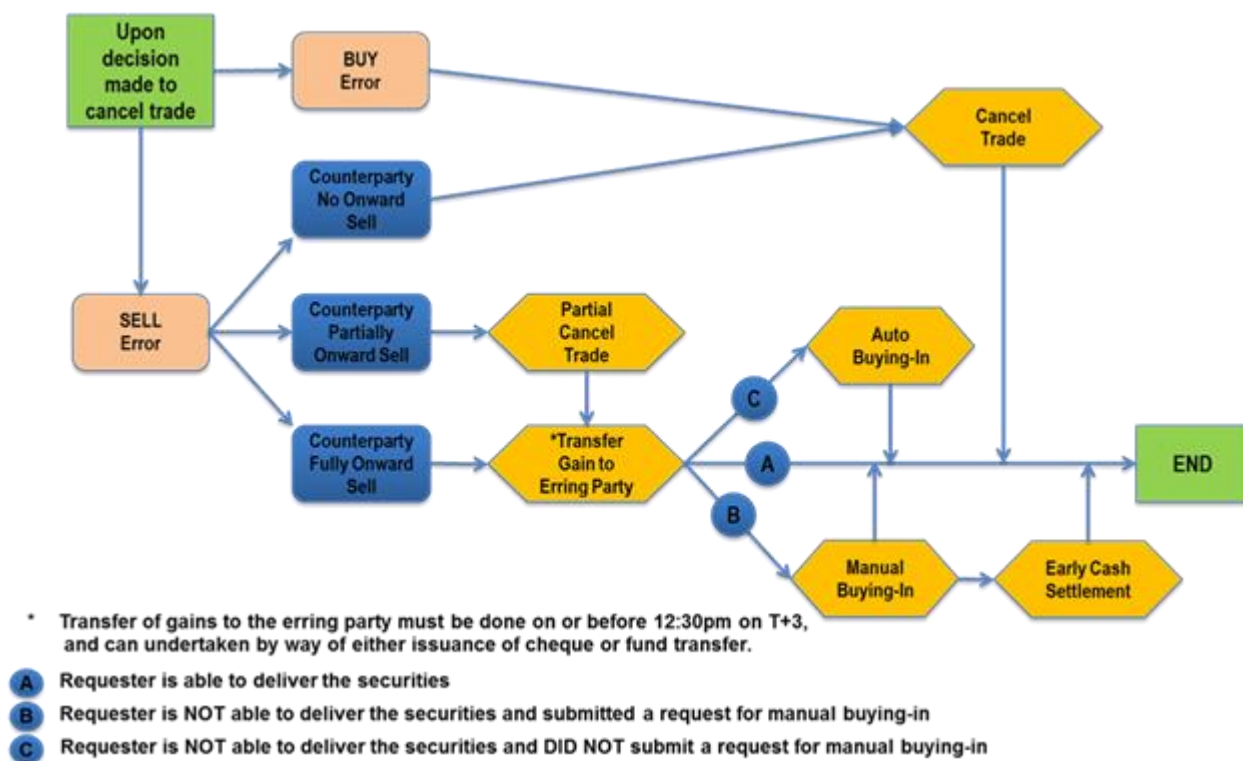 Upon
decision
made to
cancel trade
BUY
Error
Cancel
Trade
Counterparty
No Onward
Sell
SELL
Error
Counterparty
Partially
Onward Sell
Partial
Cancel
Trade
Auto
Buying-In
C
Counterparty
Fully Onward
Sell
*Transfer
Gain to
Erring Party
A
END
B
Manual
Buying-In
Early Cash
Settlement
* Transfer of gains to the erring party must be done on or before 12:30pm on T+3,
and can undertaken by way of either issuance of cheque or fund transfer.
A Requester is able to deliver the securities
B Requester is NOT able to deliver the securities and submitted a request for manual buying-in
C Requester is NOT able to deliver the securities and DID NOT submit a request for manual buying-in